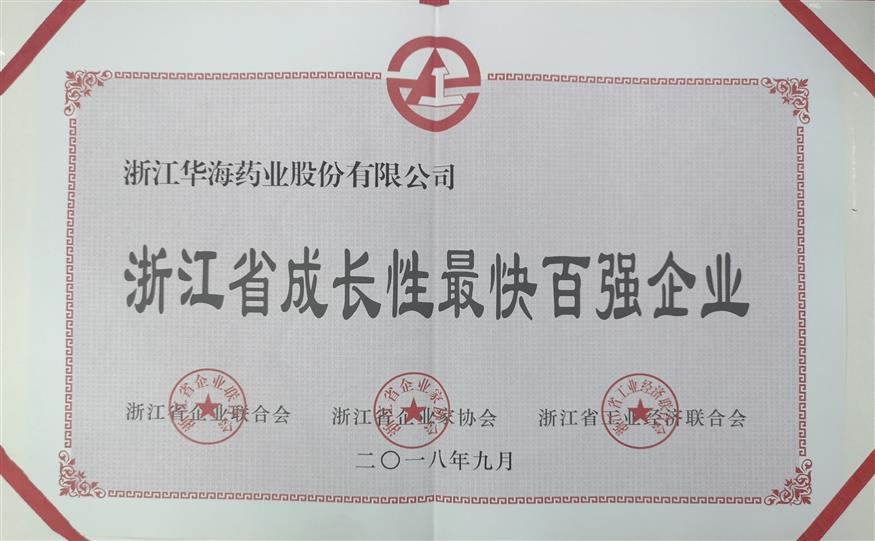 浙江华海药业股份有限公司
浙江省成长性最快百强企业
浙江省企业联合会 浙江省企业家协会 浙江省工业经济联合会
二〇一八年九月